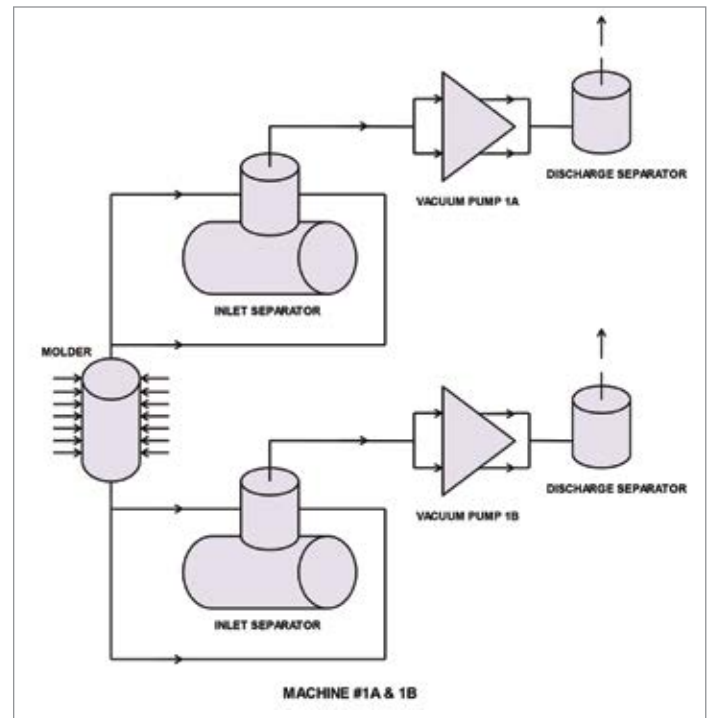 VACUUM PUMP 1A
DISCHARGE SEPARATOR
INLET SEPARATOR
MOLDER
VACUUM PUMP 1B
DISCHARGE SEPARATOR
INLET SEPARATOR
MACHINE #1A & 1B